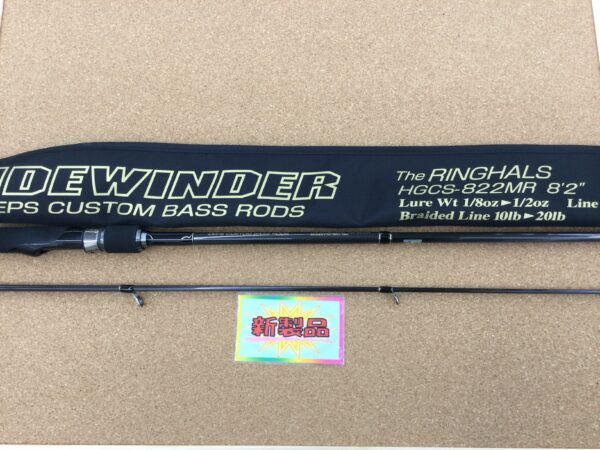 IDEWINDER
EPS CUSTOM BASS RODS
The RINGHALS
HGCS-822MR 8'2"
Lure Wt 1/8oz►1/2oz Line
Braided Line 10lb►20lb
新製品